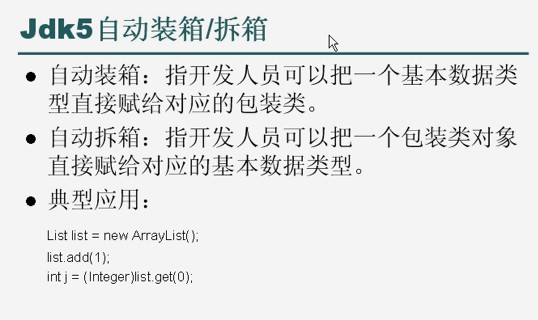 Jdk5自动装箱/拆箱
● 自动装箱：指开发人员可以把一个基本数据类
型直接赋给对应的包装类。
● 自动拆箱：指开发人员可以把一个包装类对象
直接赋给对应的基本数据类型。
● 典型应用：
List list = new ArrayList();
list.add(1);
int j = (Integer)list.get(0);